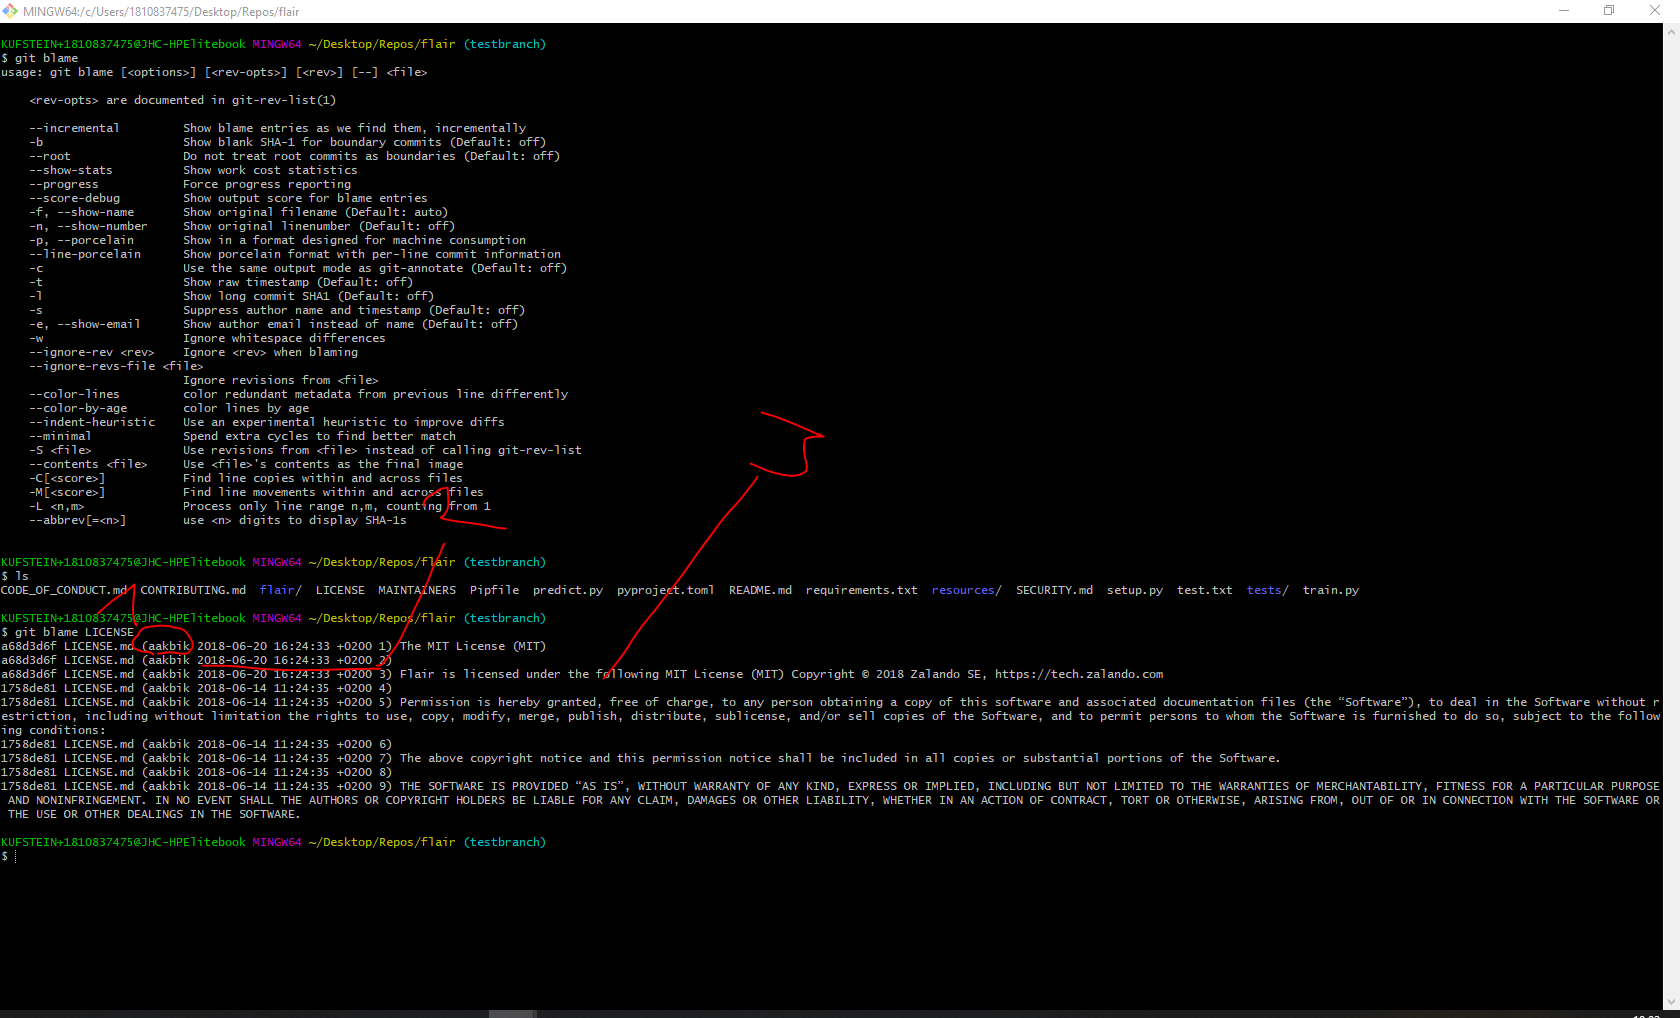 MINGW64:/c/Users/1810837475/Desktop/Repos/flair
KUFSTEIN+1810837475@JHC-HPElitebook MINGW64 ~/Desktop/Repos/flair (testbranch)
$ git blame
usage: git blame [<options>] [<rev-opts>] [<rev>] [--] <file>
<rev-opts> are documented in git-rev-list(1)
--incremental Show blame entries as we find them, incrementally
-b Show blank SHA-1 for boundary commits (Default: off)
--root Do not treat root commits as boundaries (Default: off)
--show-stats Show work cost statistics
--progress Force progress reporting
--score-debug Show output score for blame entries
-f, --show-name Show original filename (Default: auto)
-n, --show-number Show original linenumber (Default: off)
-p, --porcelain Show in a format designed for machine consumption
--line-porcelain Show porcelain format with per-line commit information
-c Use the same output mode as git-annotate (Default: off)
-t Show raw timestamp (Default: off)
-l Show long commit SHA1 (Default: off)
-s Suppress author name and timestamp (Default: off)
-e, --show-email Show author email instead of name (Default: off)
-w Ignore whitespace differences
--ignore-rev <rev> Ignore <rev> when blaming
--ignore-revs-file <file>
Ignore revisions from <file>
--color-lines color redundant metadata from previous line differently
--color-by-age color lines by age
--indent-heuristic Use an experimental heuristic to improve diffs
--minimal Spend extra cycles to find better match
-S <file> Use revisions from <file> instead of calling git-rev-list
--contents <file> Use <file>'s contents as the final image
-C[<score>] Find line copies within and across files
-M[<score>] Find line movements within and across files
-L <n,m> Process only line range n,m, counting from 1
--abbrev[=<n>] use <n> digits to display SHA-1s
3
2
KUFSTEIN+1810837475@JHC-HPElitebook MINGW64 ~/Desktop/Repos/flair (testbranch)
$ ls
CODE_OF_CONDUCT.md CONTRIBUTING.md flair/ LICENSE MAINTAINERS Pipfile predict.py pyproject.toml README.md requirements.txt resources/ SECURITY.md setup.py test.txt tests/ train.py
1
KUFSTEIN+1810837475@JHC-HPElitebook MINGW64 ~/Desktop/Repos/flair (testbranch)
$ git blame LICENSE
a68d3d6f LICENSE.md (aakbik 2018-06-20 16:24:33 +0200 1) The MIT License (MIT)
a68d3d6f LICENSE.md (aakbik 2018-06-20 16:24:33 +0200 2)
a68d3d6f LICENSE.md (aakbik 2018-06-20 16:24:33 +0200 3) Flair is licensed under the following MIT License (MIT) Copyright © 2018 Zalando SE, https://tech.zalando.com
1758de81 LICENSE.md (aakbik 2018-06-14 11:24:35 +0200 4)
1758de81 LICENSE.md (aakbik 2018-06-14 11:24:35 +0200 5) Permission is hereby granted, free of charge, to any person obtaining a copy of this software and associated documentation files (the “Software”), to deal in the Software without r
estriction, including without limitation the rights to use, copy, modify, merge, publish, distribute, sublicense, and/or sell copies of the Software, and to permit persons to whom the Software is furnished to do so, subject to the follow
ing conditions:
1758de81 LICENSE.md (aakbik 2018-06-14 11:24:35 +0200 6)
1758de81 LICENSE.md (aakbik 2018-06-14 11:24:35 +0200 7) The above copyright notice and this permission notice shall be included in all copies or substantial portions of the Software.
1758de81 LICENSE.md (aakbik 2018-06-14 11:24:35 +0200 8)
1758de81 LICENSE.md (aakbik 2018-06-14 11:24:35 +0200 9) THE SOFTWARE IS PROVIDED “AS IS”, WITHOUT WARRANTY OF ANY KIND, EXPRESS OR IMPLIED, INCLUDING BUT NOT LIMITED TO THE WARRANTIES OF MERCHANTABILITY, FITNESS FOR A PARTICULAR PURPOSE
AND NONINFRINGEMENT. IN NO EVENT SHALL THE AUTHORS OR COPYRIGHT HOLDERS BE LIABLE FOR ANY CLAIM, DAMAGES OR OTHER LIABILITY, WHETHER IN AN ACTION OF CONTRACT, TORT OR OTHERWISE, ARISING FROM, OUT OF OR IN CONNECTION WITH THE SOFTWARE OR
THE USE OR OTHER DEALINGS IN THE SOFTWARE.
KUFSTEIN+1810837475@JHC-HPElitebook MINGW64 ~/Desktop/Repos/flair (testbranch)
$